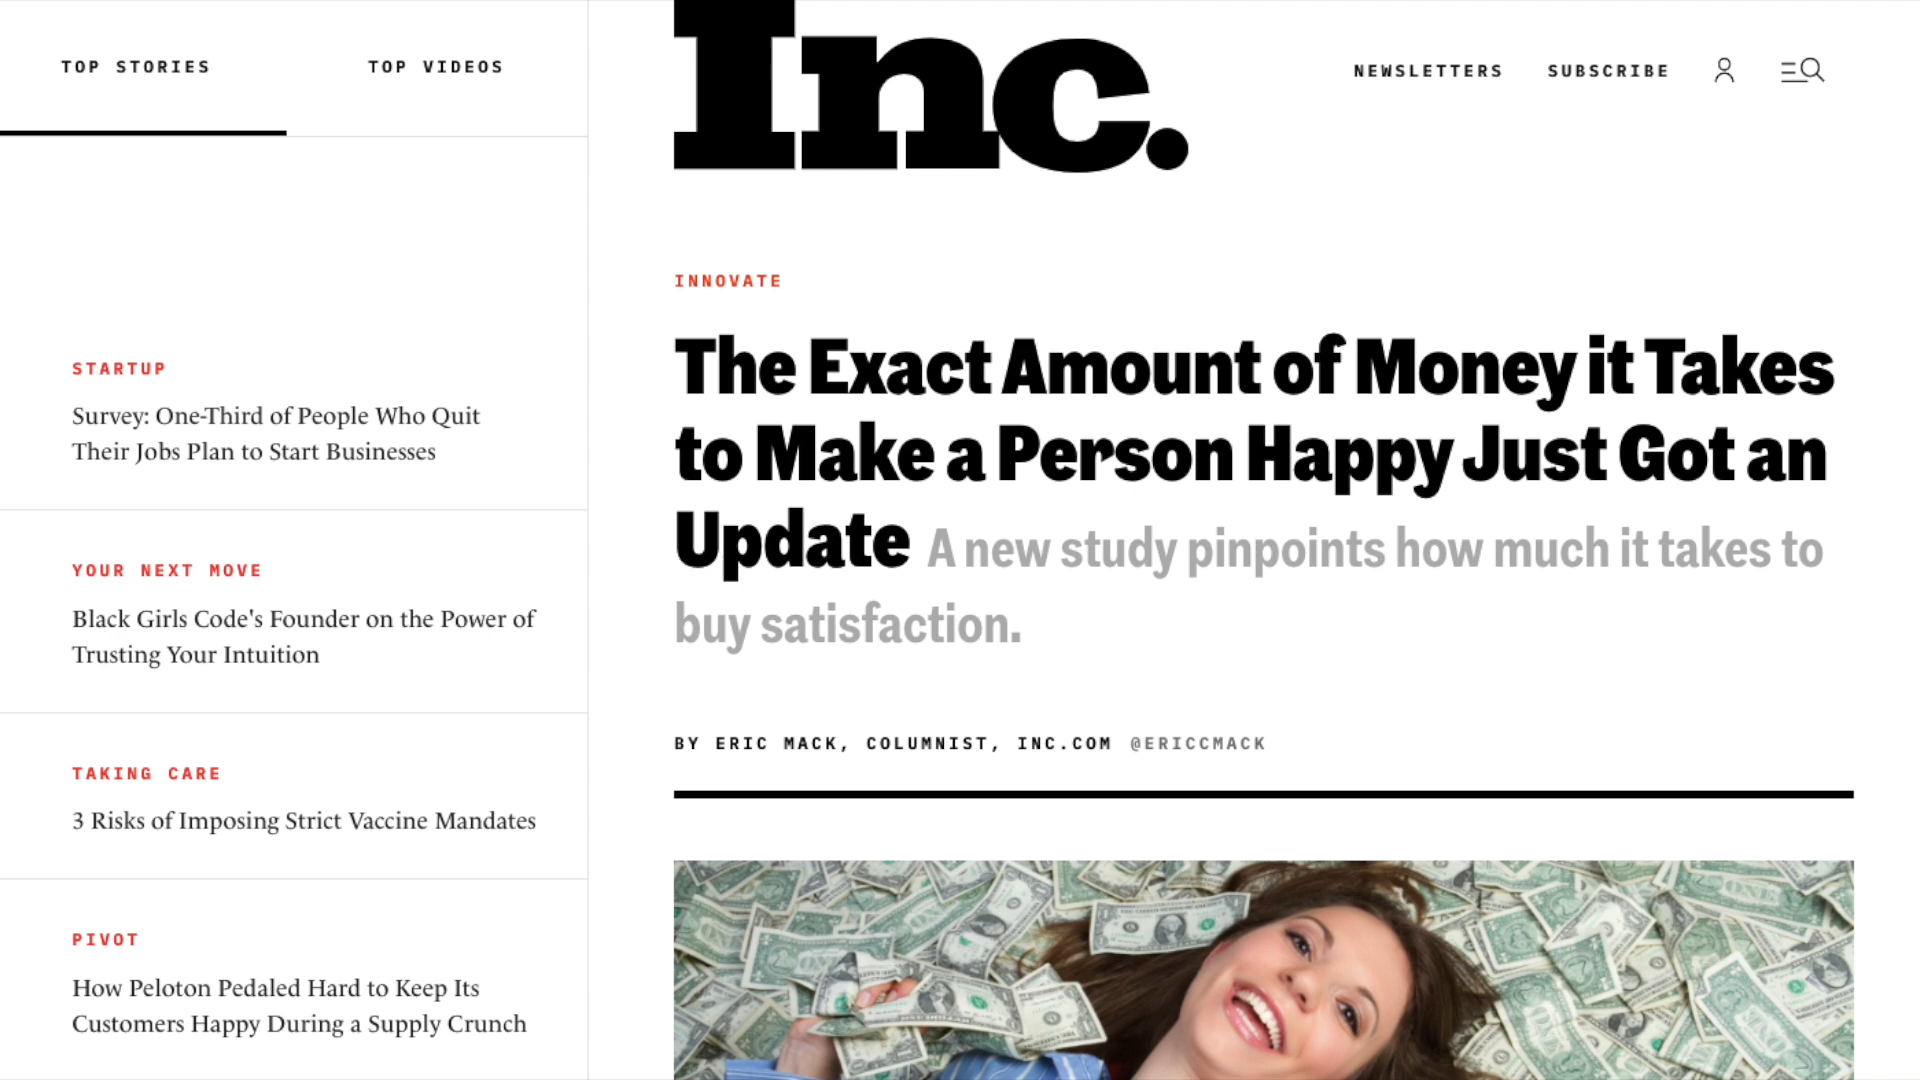 TOP STORIES
TOP VIDEOS
Inc.
NEWSLETTERS
SUBSCRIBE
STARTUP
Survey: One-Third of People Who Quit
Their Jobs Plan to Start Businesses
YOUR NEXT MOVE
Black Girls Code's Founder on the Power of
Trusting Your Intuition
TAKING CARE
3 Risks of Imposing Strict Vaccine Mandates
PIVOT
How Peloton Pedaled Hard to Keep Its
Customers Happy During a Supply Crunch
INNOVATE
The Exact Amount of Money it Takes
to Make a Person Happy Just Got an
Update A new study pinpoints how much it takes to
buy satisfaction.
BY ERIC MACK, COLUMNIST, INC.COM @ERICCMACK